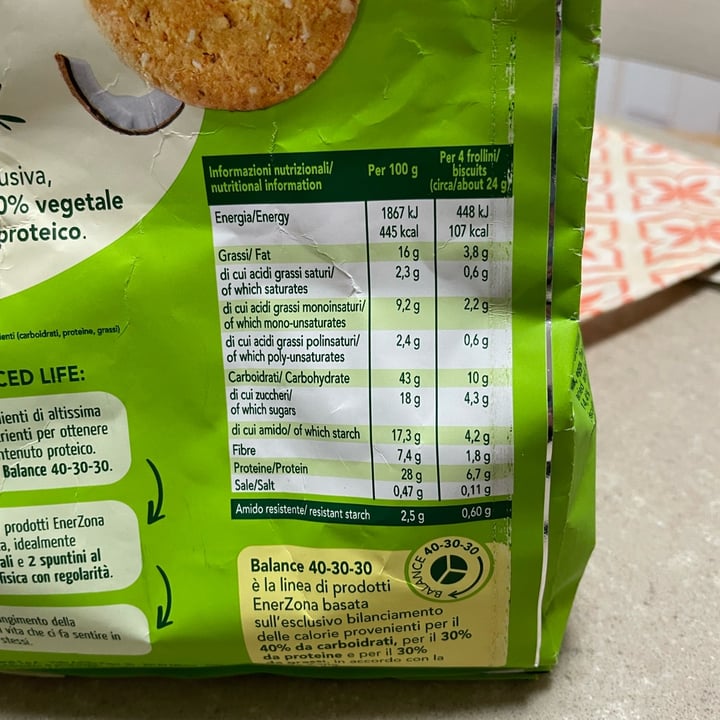 usiva,
0% vegetale
proteico.
ienti (carboidrati, proteine, grassi)
CED LIFE:
ienti di altissima
rienti per ottenere
ntenuto proteico.
Balance 40-30-30.
prodotti EnerZona
a, idealmente
ali e 2 spuntini al
fisica con regolarità.
ngimento della
vita che ci fa sentire in
stessi.
Informazioni nutrizionali/ nutritional information Per 100 g Per 4 frollini/ biscuits (circa/about 24 g)
Energia/Energy 1867 kJ 448 kJ
445 kcal 107 kcal
Grassi/ Fat 16 g 3,8 g
di cui acidi grassi saturi/ 2,3 g 0,6 g
of which saturates
di cui acidi grassi monoinsaturi/ 9,2 g 2,2 g
of which mono-unsaturates
di cui acidi grassi polinsaturi/ 2,4 g 0,6 g
of which poly-unsaturates
Carboidrati/ Carbohydrate 43 g 10 g
di cui zuccheri/ 18 g 4,3 g
of which sugars
di cui amido/ of which starch 17,3 g 4,2 g
Fibre 7,4 g 1,8 g
Proteine/Protein 28 g 6,7 g
Sale/Salt 0,47 g 0,11 g
Amido resistente/ resistant starch 2,5 g 0,60 g
Balance 40-30-30
è la linea di prodotti
EnerZona basata
sull'esclusivo bilanciamento
delle calorie provenienti per il
40% da carboidrati, per il 30%
da proteine e per il 30%
da grassi, in accordo con la
BALANCE 40-30-30